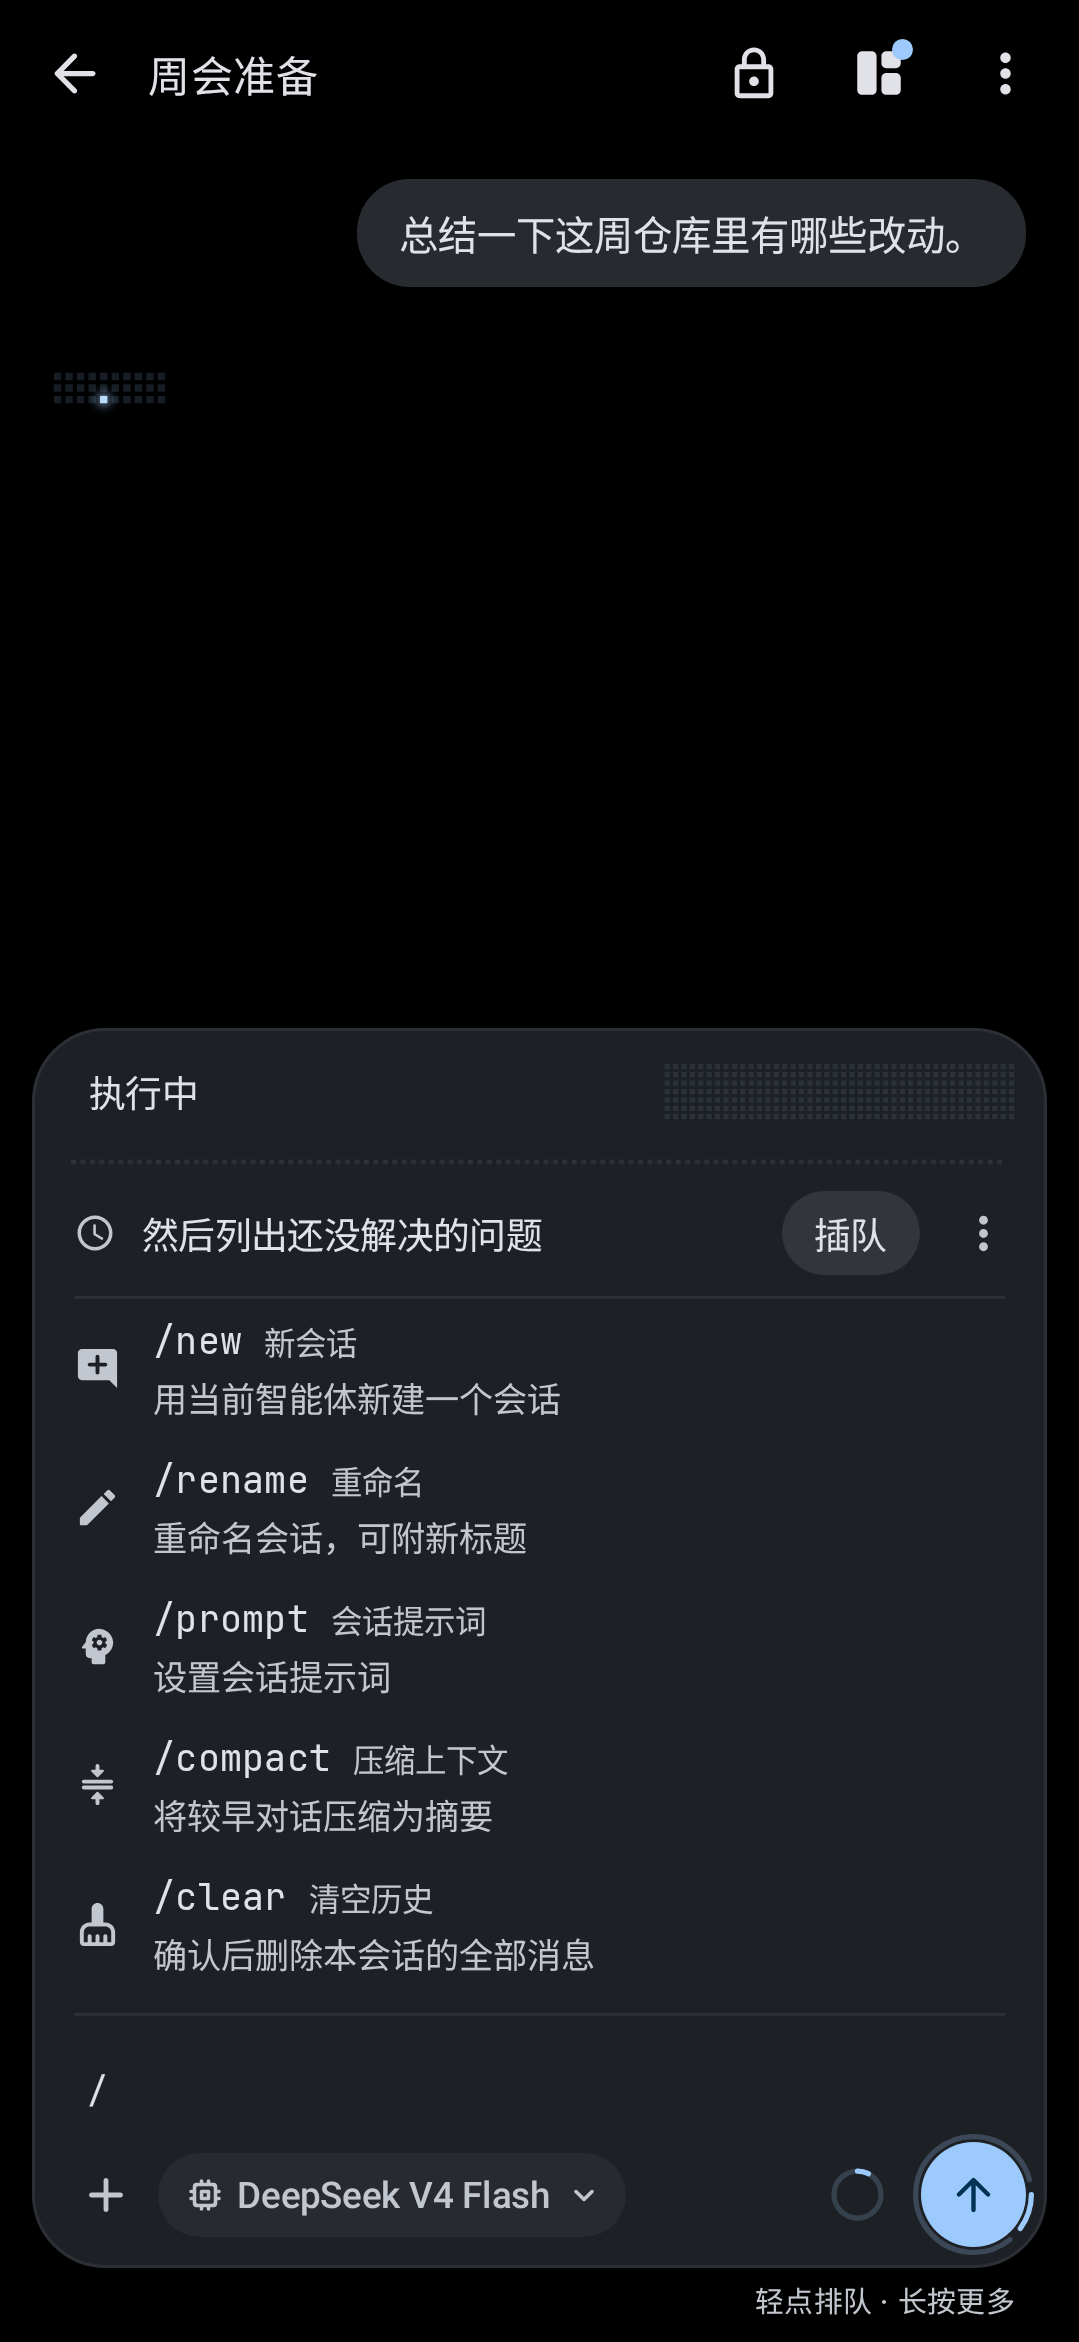 周会准备
总结一下这周仓库里有哪些改动。
执行中
然后列出还没解决的问题
插队
/new 新会话
用当前智能体新建一个会话
/rename 重命名
重命名会话，可附新标题
/prompt 会话提示词
设置会话提示词
/compact 压缩上下文
将较早对话压缩为摘要
/clear 清空历史
确认后删除本会话的全部消息
/
DeepSeek V4 Flash
轻点排队 · 长按更多